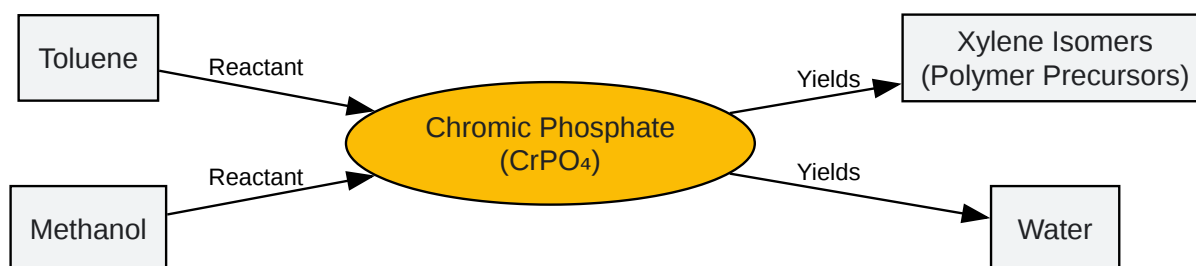 Toluene
Reactant
Methanol
Reactant
Chromic Phosphate
(CrPO₄)
Yields
Xylene Isomers
(Polymer Precursors)
Yields
Water